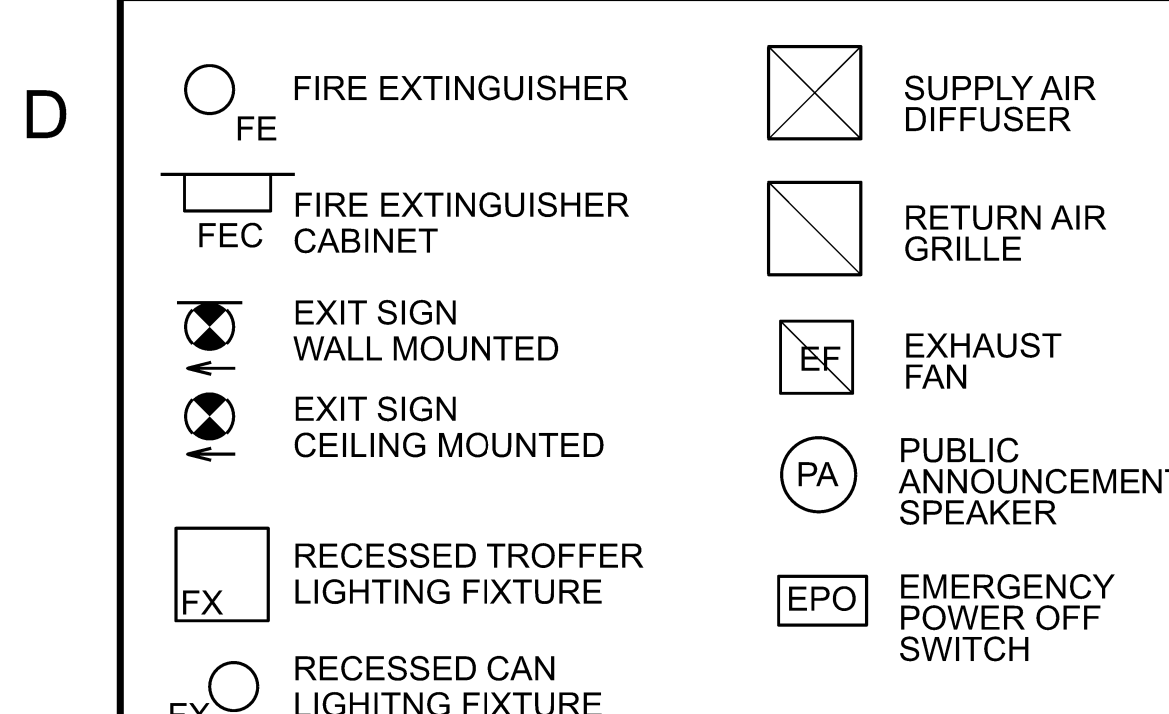 D
FE
FIRE EXTINGUISHER
FEC
FIRE EXTINGUISHER
CABINET
EXIT SIGN
WALL MOUNTED
EXIT SIGN
CEILING MOUNTED
FX
RECESSED TROFFER
LIGHTING FIXTURE
FX
RECESSED CAN
LIGHITNG FIXTURE
SUPPLY AIR
DIFFUSER
RETURN AIR
GRILLE
EF
EXHAUST
FAN
PA
PUBLIC
ANNOUNCEMENT
SPEAKER
EPO
EMERGENCY
POWER OFF
SWITCH